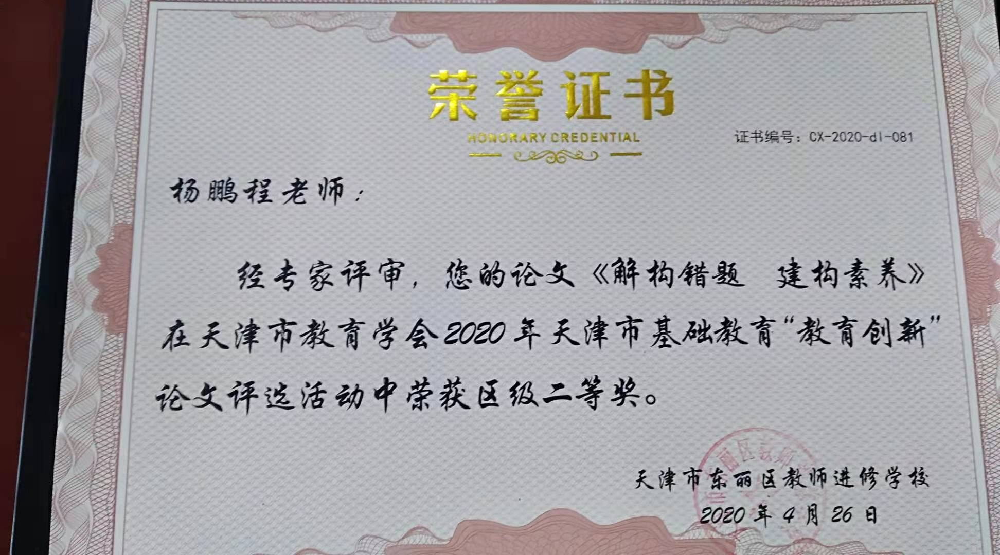 荣誉证书
HONORARY CREDENTIAL
证书编号：CX-2020-dl-081
杨鹏程老师：
经专家评审，您的论文《解构错题 建构素养》
在天津市教育学会2020年天津市基础教育“教育创新”
论文评选活动中荣获区级二等奖。
天津市东丽区教师进修学校
2020年4月26日